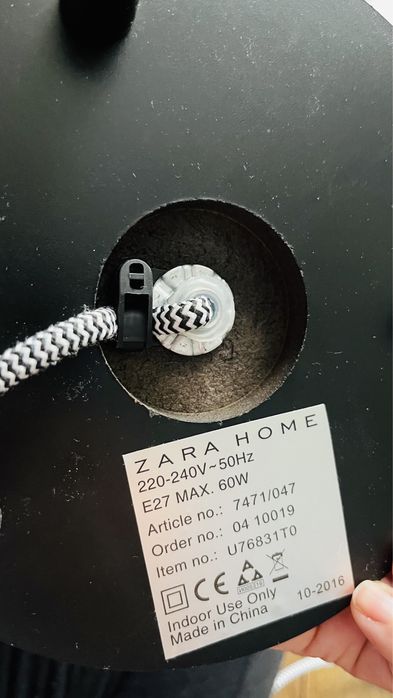 ZARA HOME
220-240V~50Hz
E27 MAX. 60W
Article no.: 7471/047
Order no.: 04 10019
Item no.: U76831T0
CE
Indoor Use Only
Made in China
10-2016